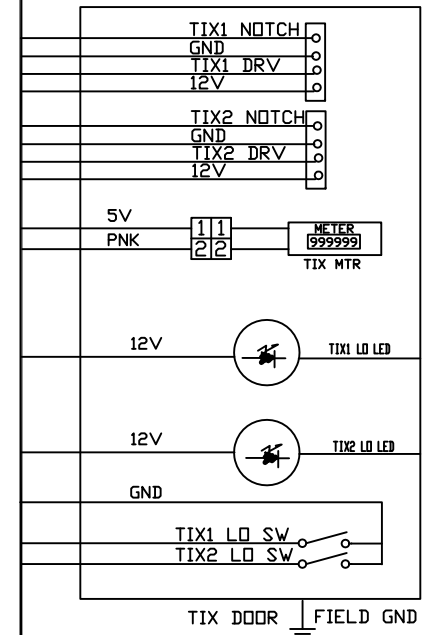 TIX1 NOTCH
GND
TIX1 DRV
12V
TIX2 NOTCH
GND
TIX2 DRV
12V
5V
1 1
METER
PNK
2 2
999999
TIX MTR
12V
TIX1 LO LED
12V
TIX2 LO LED
GND
TIX1 LO SW
TIX2 LO SW
TIX DOOR
FIELD GND